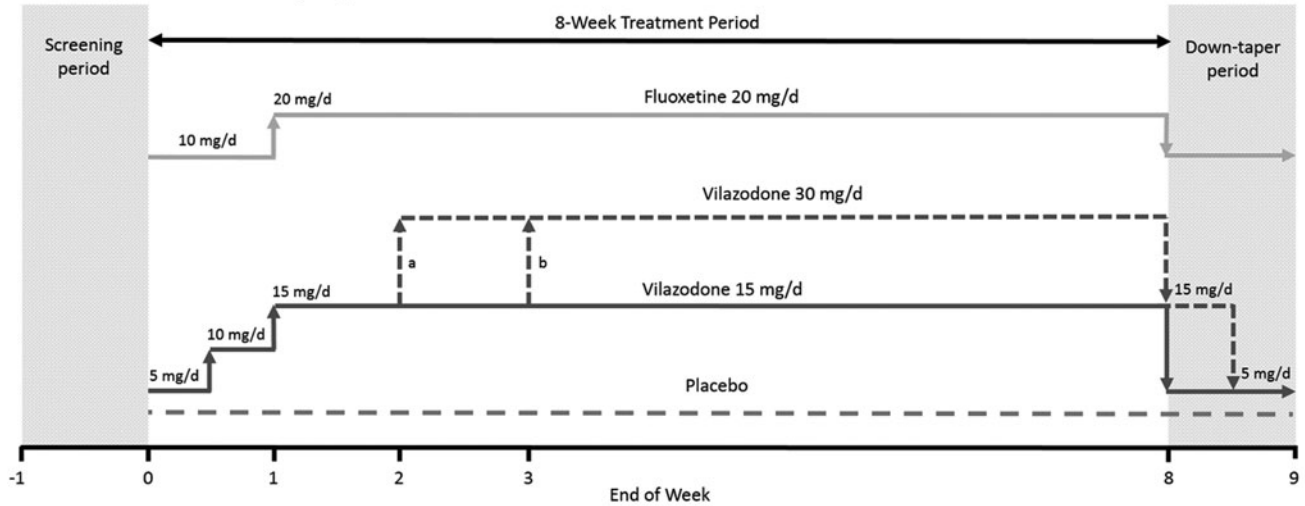 8-Week Treatment Period
Screening
period
Down-taper
period
20 mg/d
Fluoxetine 20 mg/d
10 mg/d
Vilazodone 30 mg/d
a
b
15 mg/d
Vilazodone 15 mg/d
15 mg/d
10 mg/d
5 mg/d
Placebo
5 mg/d
-1
0
1
2
3
8
9
End of Week